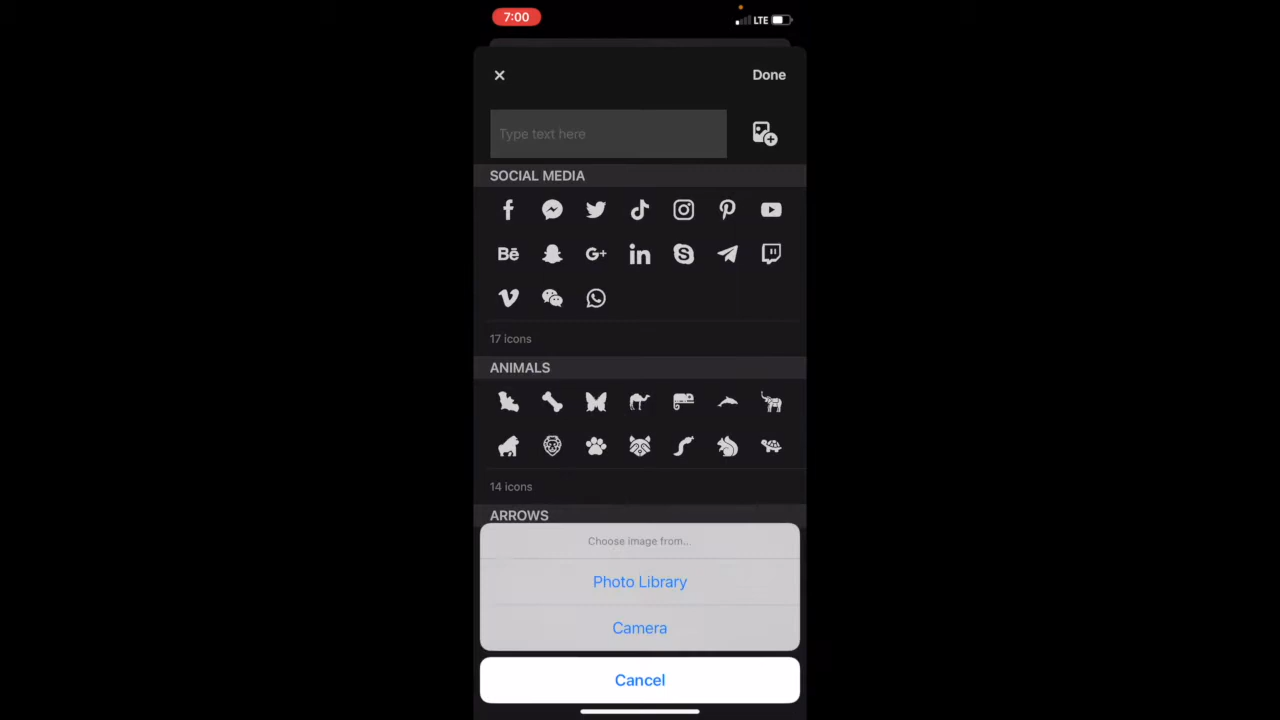 7:00
LTE
Done
Type text here
SOCIAL MEDIA
Bē G+ in
17 icons
ANIMALS
14 icons
ARROWS
Choose image from...
Photo Library
Camera
Cancel